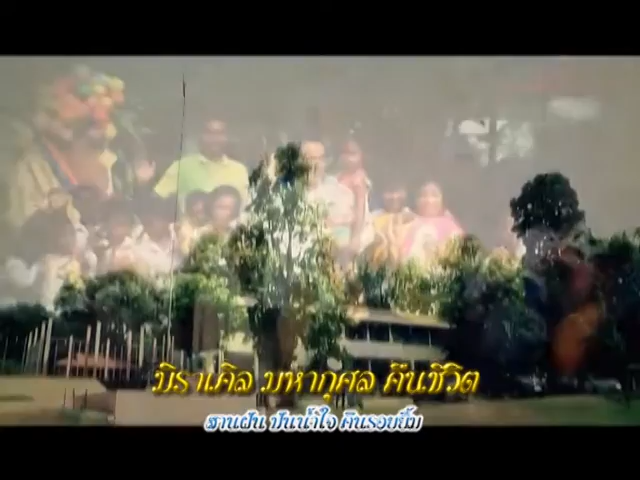 มิราเคิล มหากุศล คืนชีวิต
ฐานฝัน ปันน้ำใจ คืนรอยยิ้ม